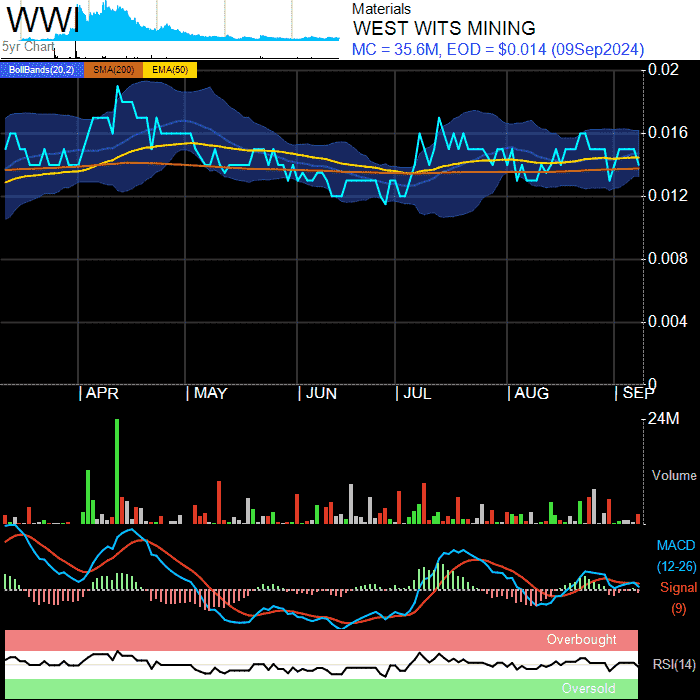 WWI
5yr Chart
Materials
WEST WITS MINING
MC = 35.6M, EOD = $0.014 (09Sep2024)
BollBands(20,2) SMA(200) EMA(50)
0.02
0.016
0.012
0.008
0.004
0
APR MAY JUN JUL AUG SEP
24M
Volume
MACD
(12-26)
Signal
(9)
Overbought
RSI(14)
Oversold